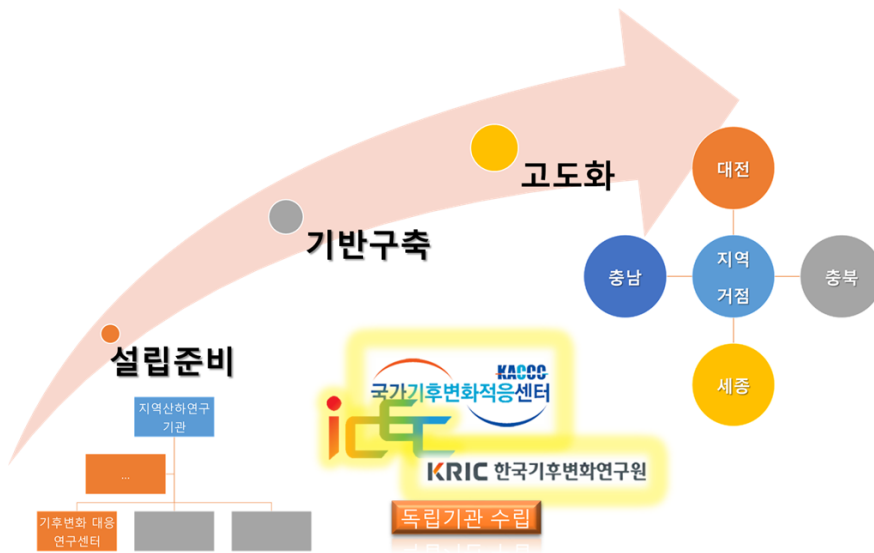 고도화
기반구축
설립준비
대전
충남
지역
거점
충북
세종
지역산하연구
기관
...
기후변화 대응
연구센터
KACCC
국가기후변화적응센터
icEC
KRIC 한국기후변화연구원
독립기관 수립